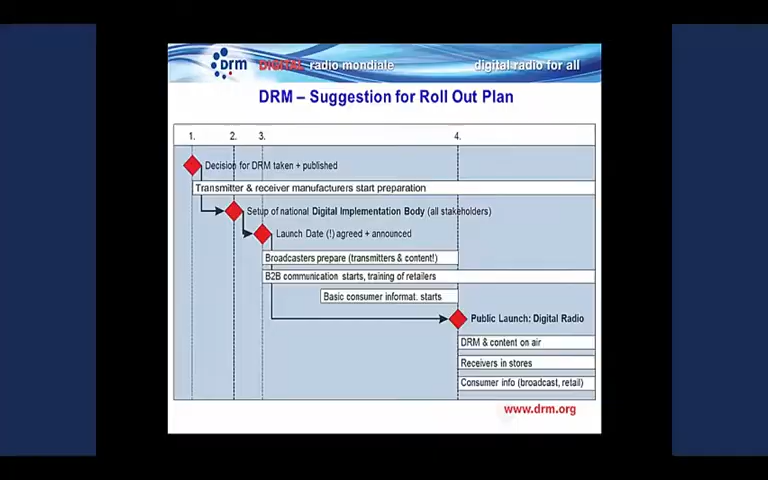 drm DIGITAL radio mondiale digital radio for all
DRM – Suggestion for Roll Out Plan
1. 2. 3. 4.
Decision for DRM taken + published
Transmitter & receiver manufacturers start preparation
Setup of national Digital Implementation Body (all stakeholders)
Launch Date (!) agreed + announced
Broadcasters prepare (transmitters & content!)
B2B communication starts, training of retailers
Basic consumer informat. starts
Public Launch: Digital Radio
DRM & content on air
Receivers in stores
Consumer info (broadcast, retail)
www.drm.org